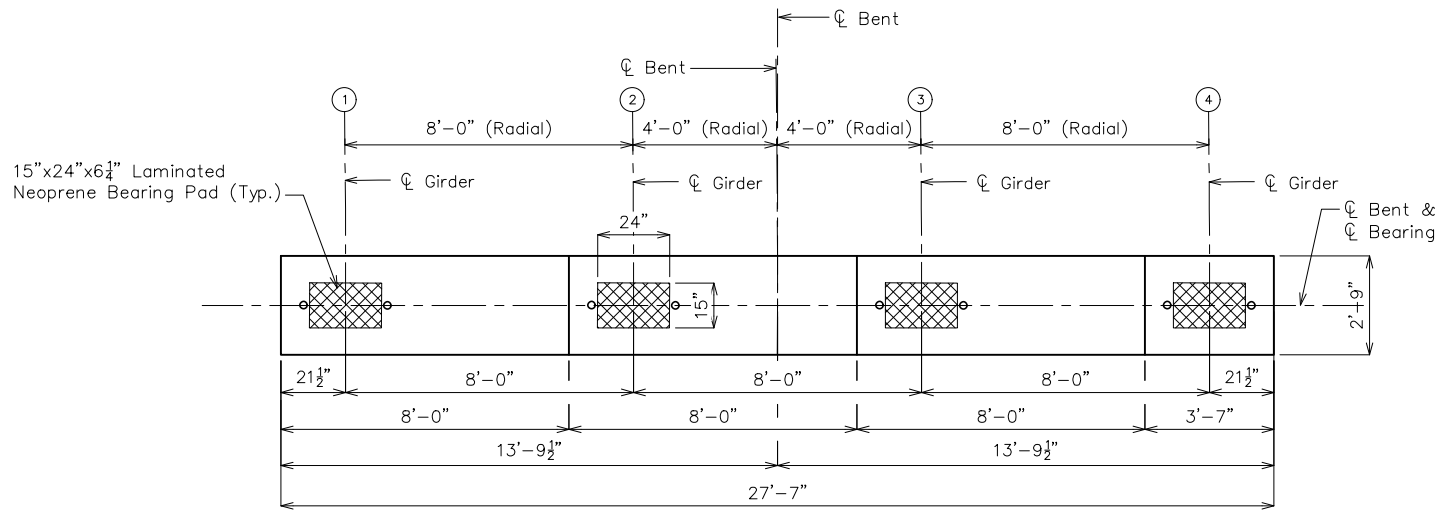 ℄ Bent
℄ Bent
1
2
3
4
8'-0" (Radial)
4'-0" (Radial)
4'-0" (Radial)
8'-0" (Radial)
15"x24"x6¼" Laminated
Neoprene Bearing Pad (Typ.)
℄ Girder
℄ Girder
℄ Girder
℄ Girder
℄ Bent &
℄ Bearing
24"
15"
2'-9"
21½"
8'-0"
8'-0"
8'-0"
21½"
8'-0"
8'-0"
8'-0"
3'-7"
13'-9½"
13'-9½"
27'-7"